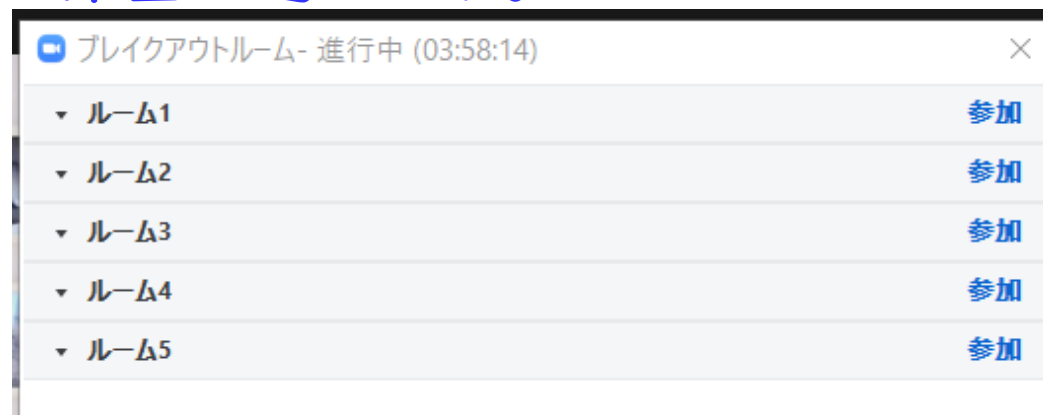 ブレイクアウトルーム- 進行中 (03:58:14)
ルーム1 参加
ルーム2 参加
ルーム3 参加
ルーム4 参加
ルーム5 参加